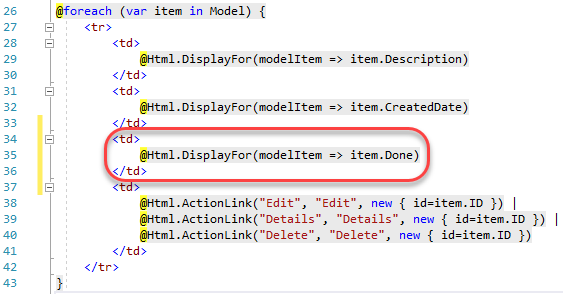 26 @foreach (var item in Model) {
27 <tr>
28 <td>
29 @Html.DisplayFor(modelItem => item.Description)
30 </td>
31 <td>
32 @Html.DisplayFor(modelItem => item.CreatedDate)
33 </td>
34 <td>
35 @Html.DisplayFor(modelItem => item.Done)
36 </td>
37 <td>
38 @Html.ActionLink("Edit", "Edit", new { id=item.ID }) |
39 @Html.ActionLink("Details", "Details", new { id=item.ID }) |
40 @Html.ActionLink("Delete", "Delete", new { id=item.ID })
41 </td>
42 </tr>
43 }